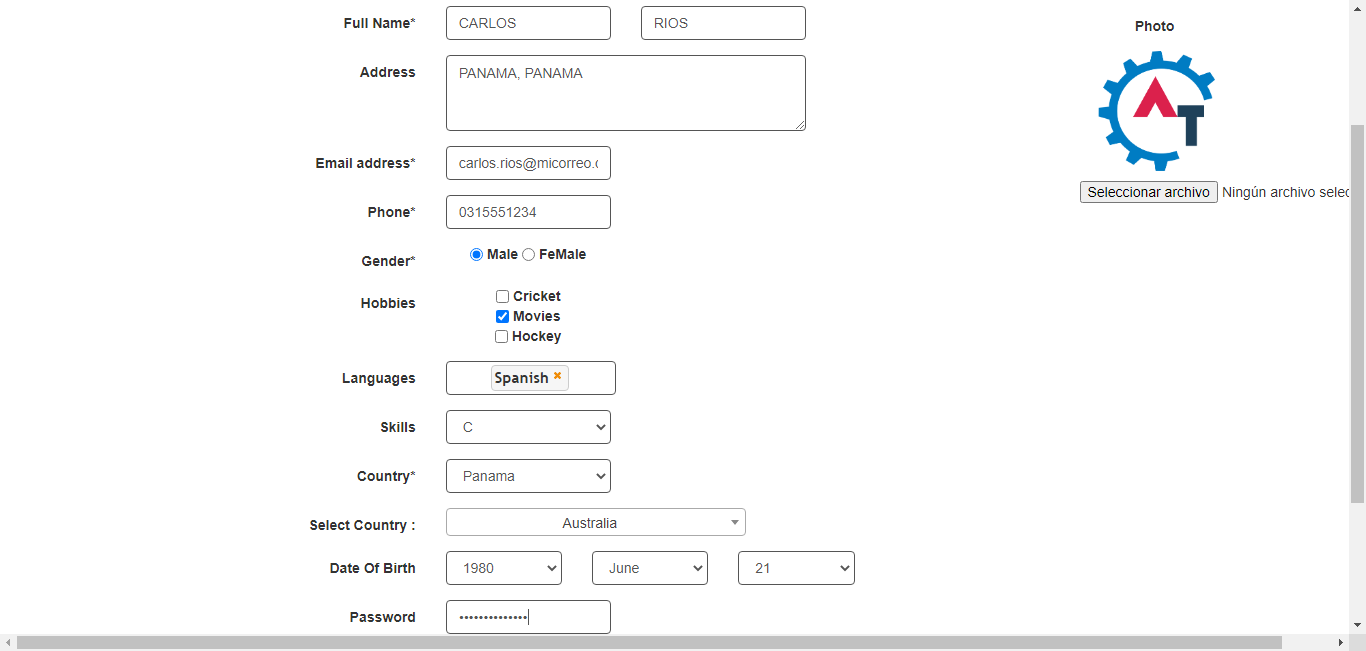 Full Name* CARLOS RIOS
Photo
Address PANAMA, PANAMA
AT
Email address* carlos.rios@micorreo.c
Seleccionar archivo Ningún archivo selec
Phone* 0315551234
Gender* Male FeMale
Hobbies Cricket
Movies
Hockey
Languages Spanish
Skills C
Country* Panama
Select Country : Australia
Date Of Birth 1980 June 21
Password ••••••••••••••